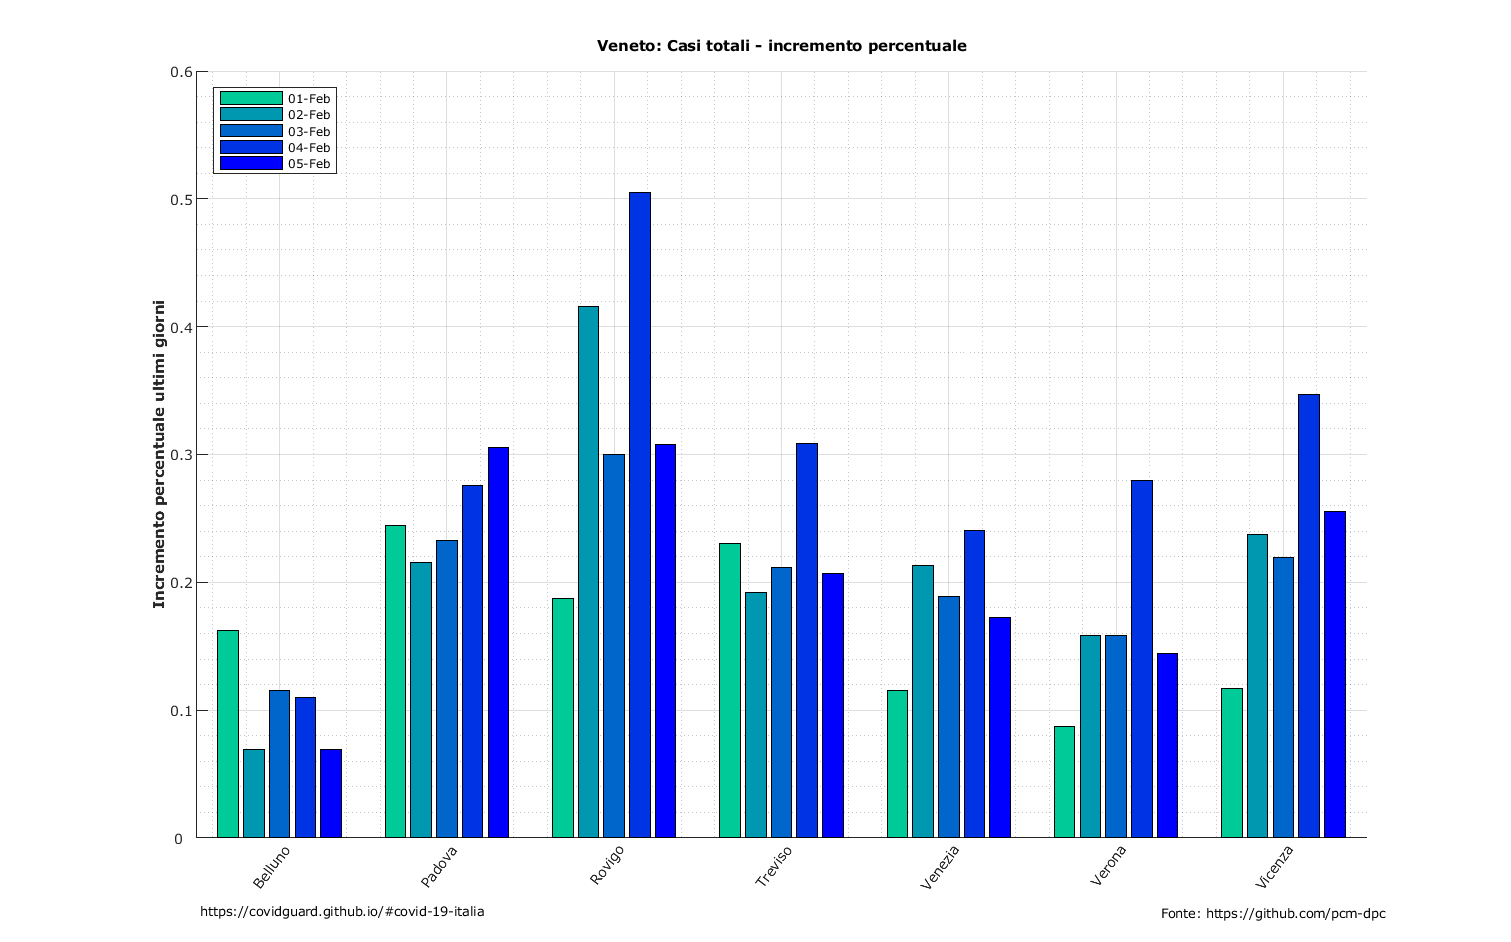 Veneto: Casi totali - incremento percentuale
0.6
0.5
0.4
0.3
0.2
0.1
0
Incremento percentuale ultimi giorni
01-Feb
02-Feb
03-Feb
04-Feb
05-Feb
Belluno
Padova
Rovigo
Treviso
Venezia
Verona
Vicenza
https://covidguard.github.io/#covid-19-italia
Fonte: https://github.com/pcm-dpc